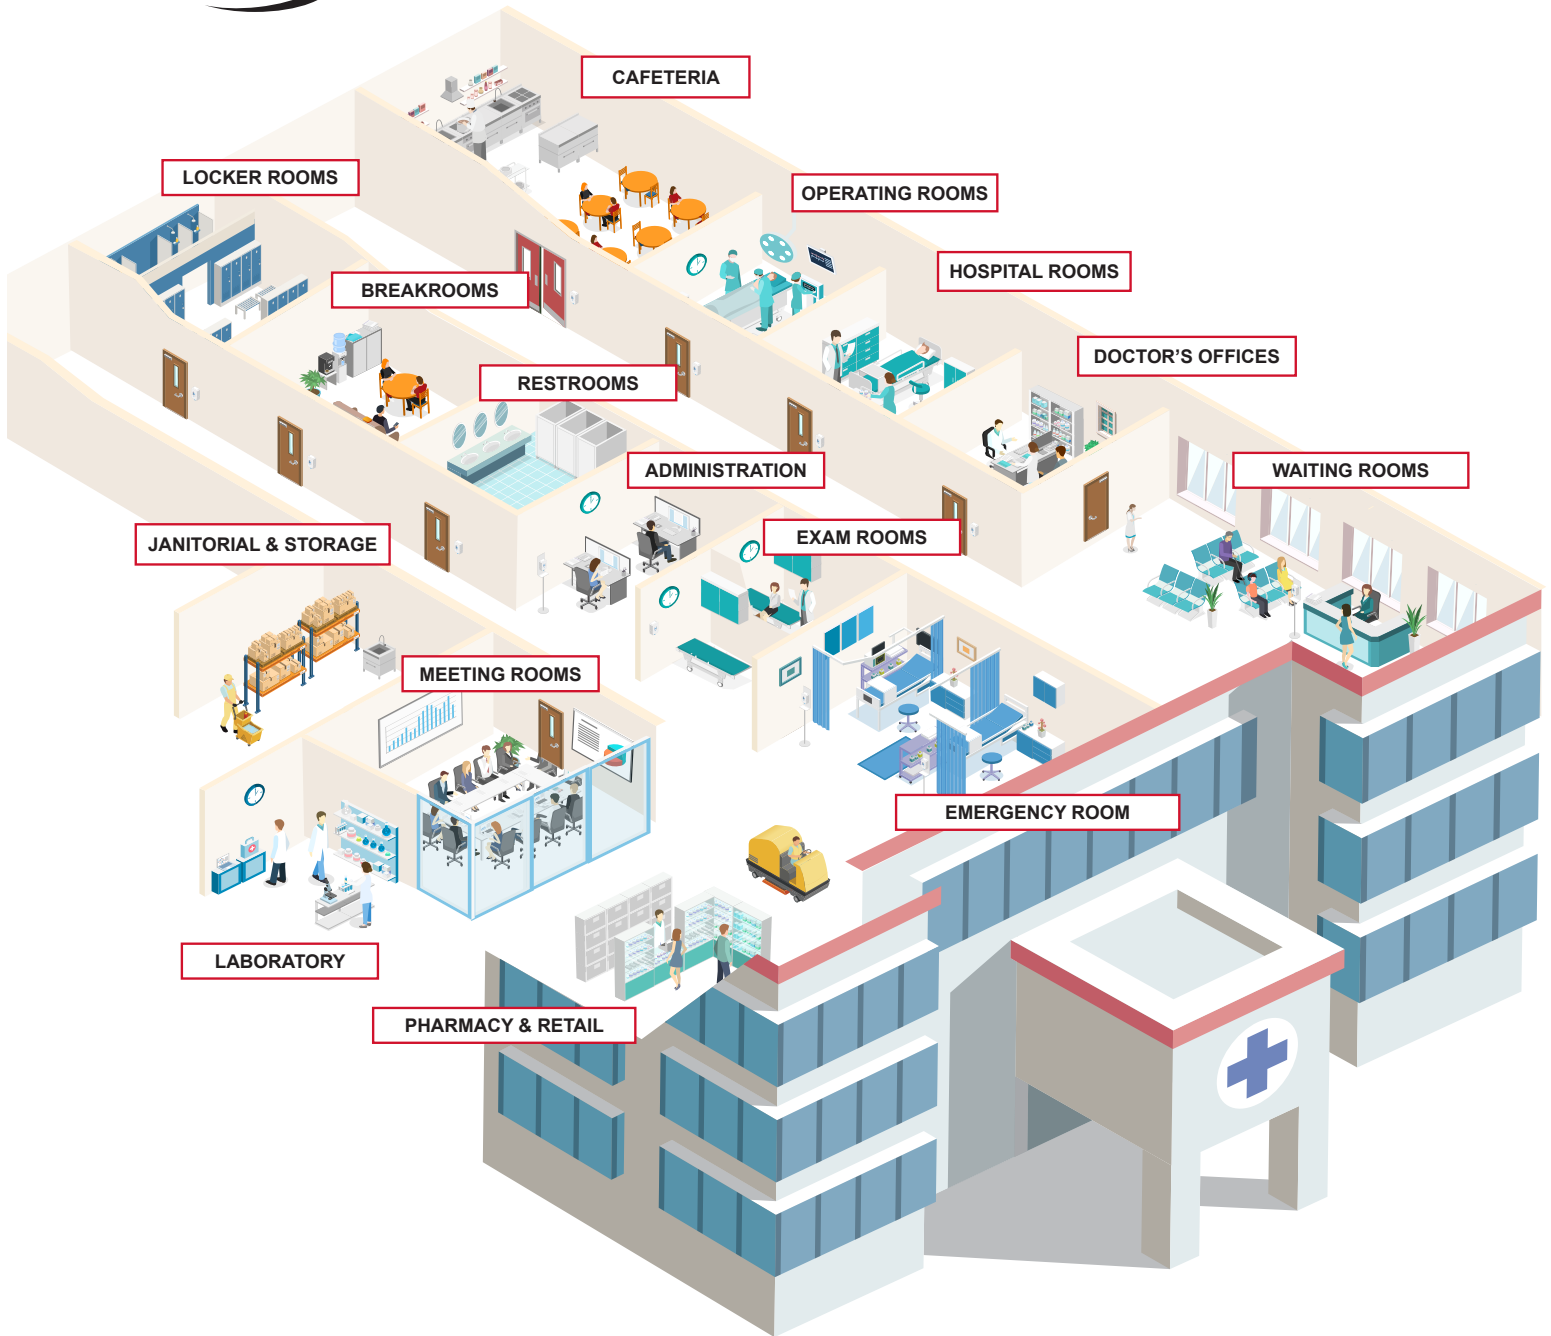 CAFETERIA
LOCKER ROOMS
OPERATING ROOMS
HOSPITAL ROOMS
BREAKROOMS
DOCTOR’S OFFICES
RESTROOMS
ADMINISTRATION
WAITING ROOMS
EXAM ROOMS
JANITORIAL & STORAGE
MEETING ROOMS
EMERGENCY ROOM
LABORATORY
PHARMACY & RETAIL